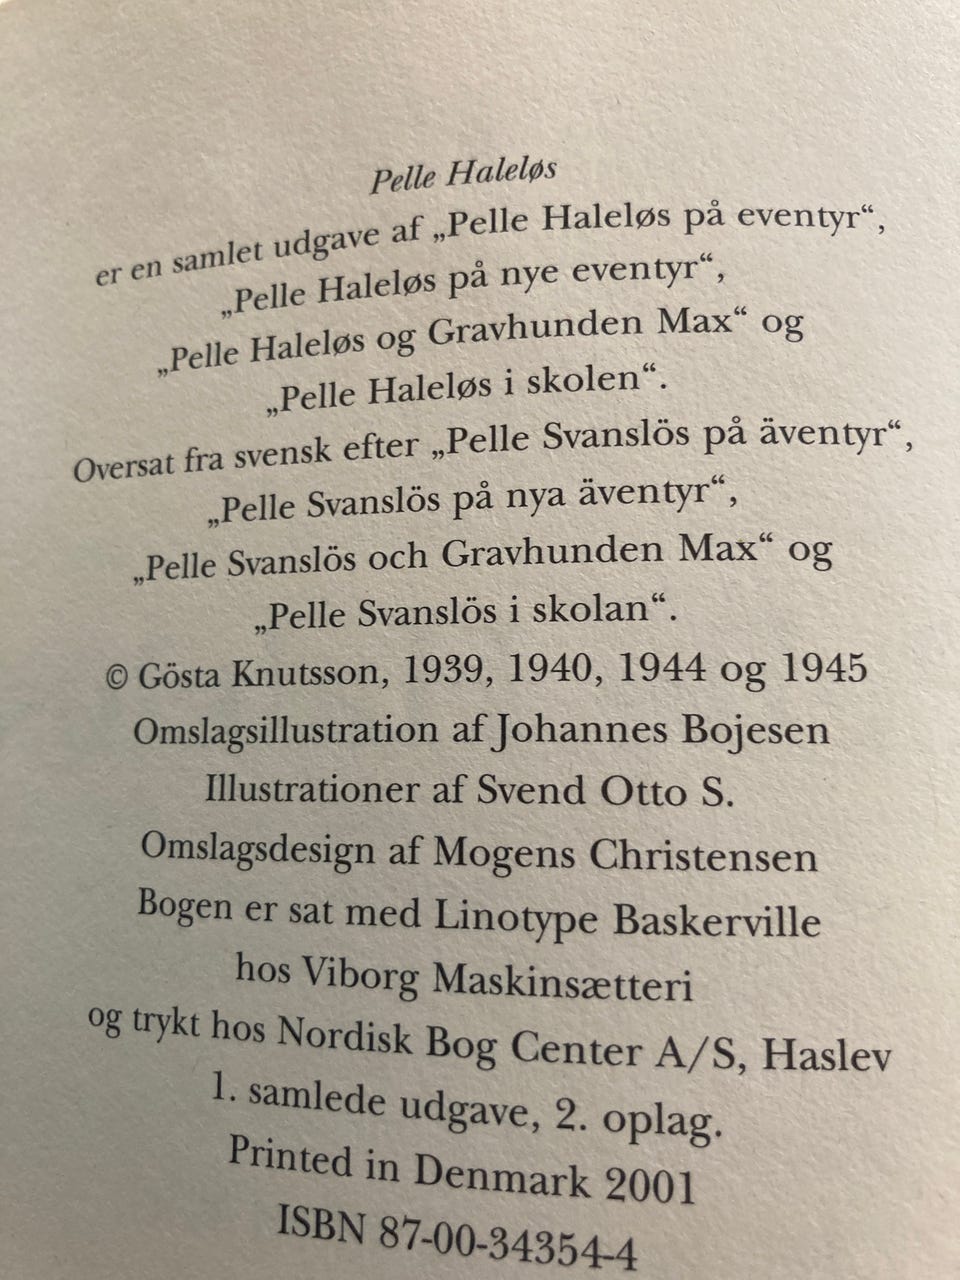 Pelle Haleløs
er en samlet udgave af „Pelle Haleløs på eventyr“,
„Pelle Haleløs på nye eventyr“,
„Pelle Haleløs og Gravhunden Max“ og
„Pelle Haleløs i skolen“.
Oversat fra svensk efter „Pelle Svanslös på äventyr“,
„Pelle Svanslös på nya äventyr“,
„Pelle Svanslös och Gravhunden Max“ og
„Pelle Svanslös i skolan“.
© Gösta Knutsson, 1939, 1940, 1944 og 1945
Omslagsillustration af Johannes Bojesen
Illustrationer af Svend Otto S.
Omslagsdesign af Mogens Christensen
Bogen er sat med Linotype Baskerville
hos Viborg Maskinsætteri
og trykt hos Nordisk Bog Center A/S, Haslev
1. samlede udgave, 2. oplag.
Printed in Denmark 2001
ISBN 87-00-34354-4